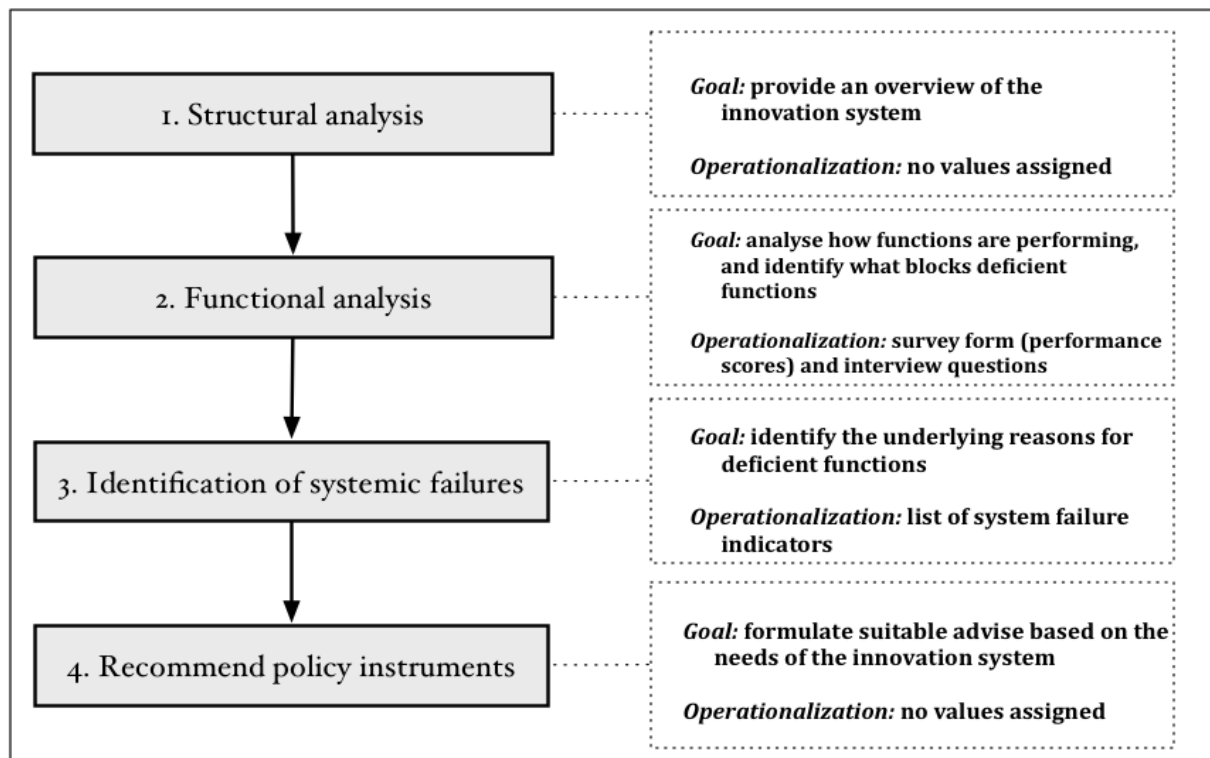 1. Structural analysis
Goal: provide an overview of the
innovation system
Operationalization: no values assigned
2. Functional analysis
Goal: analyse how functions are performing,
and identify what blocks deficient
functions
Operationalization: survey form (performance
scores) and interview questions
3. Identification of systemic failures
Goal: identify the underlying reasons for
deficient functions
Operationalization: list of system failure
indicators
4. Recommend policy instruments
Goal: formulate suitable advise based on the
needs of the innovation system
Operationalization: no values assigned